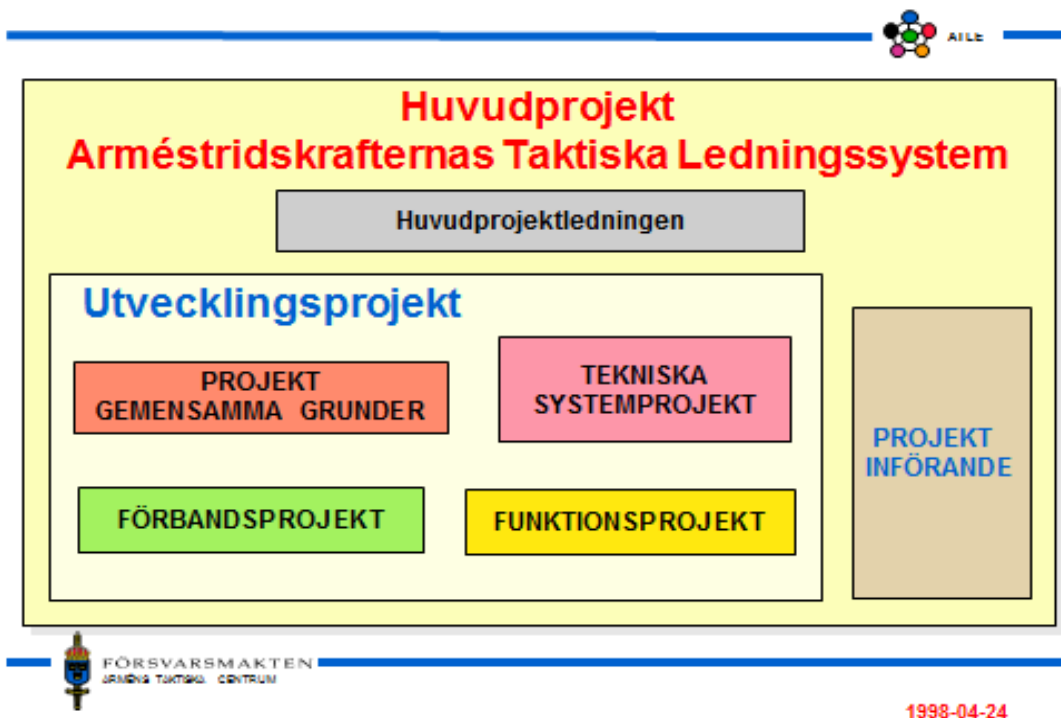 ATLE
Huvudprojekt
Arméstridskrafternas Taktiska Ledningssystem
Huvudprojektledningen
Utvecklingsprojekt
PROJEKT
GEMENSAMMA GRUNDER
TEKNISKA
SYSTEMPROJEKT
PROJEKT
INFÖRANDE
FÖRBANDSPROJEKT
FUNKTIONSPROJEKT
FÖRSVARSMAKTEN
ARMÉNS TAKTISKA CENTRUM
1998-04-24